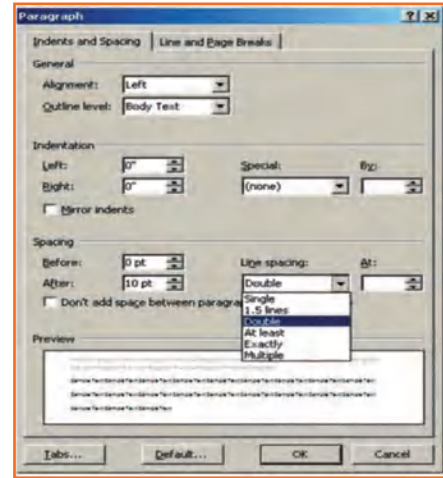 Paragraph
Indents and Spacing Line and Page Breaks
General
Alignment: Left
Outline level: Body Text
Indentation
Left: 0" Special: By:
Right: 0" (none)
Mirror indents
Spacing
Before: 0 pt Line spacing: At:
After: 10 pt Double
Don't add space between paragra
Single
1.5 lines
Double
At least
Exactly
Multiple
Preview
Tabs... Default... OK Cancel